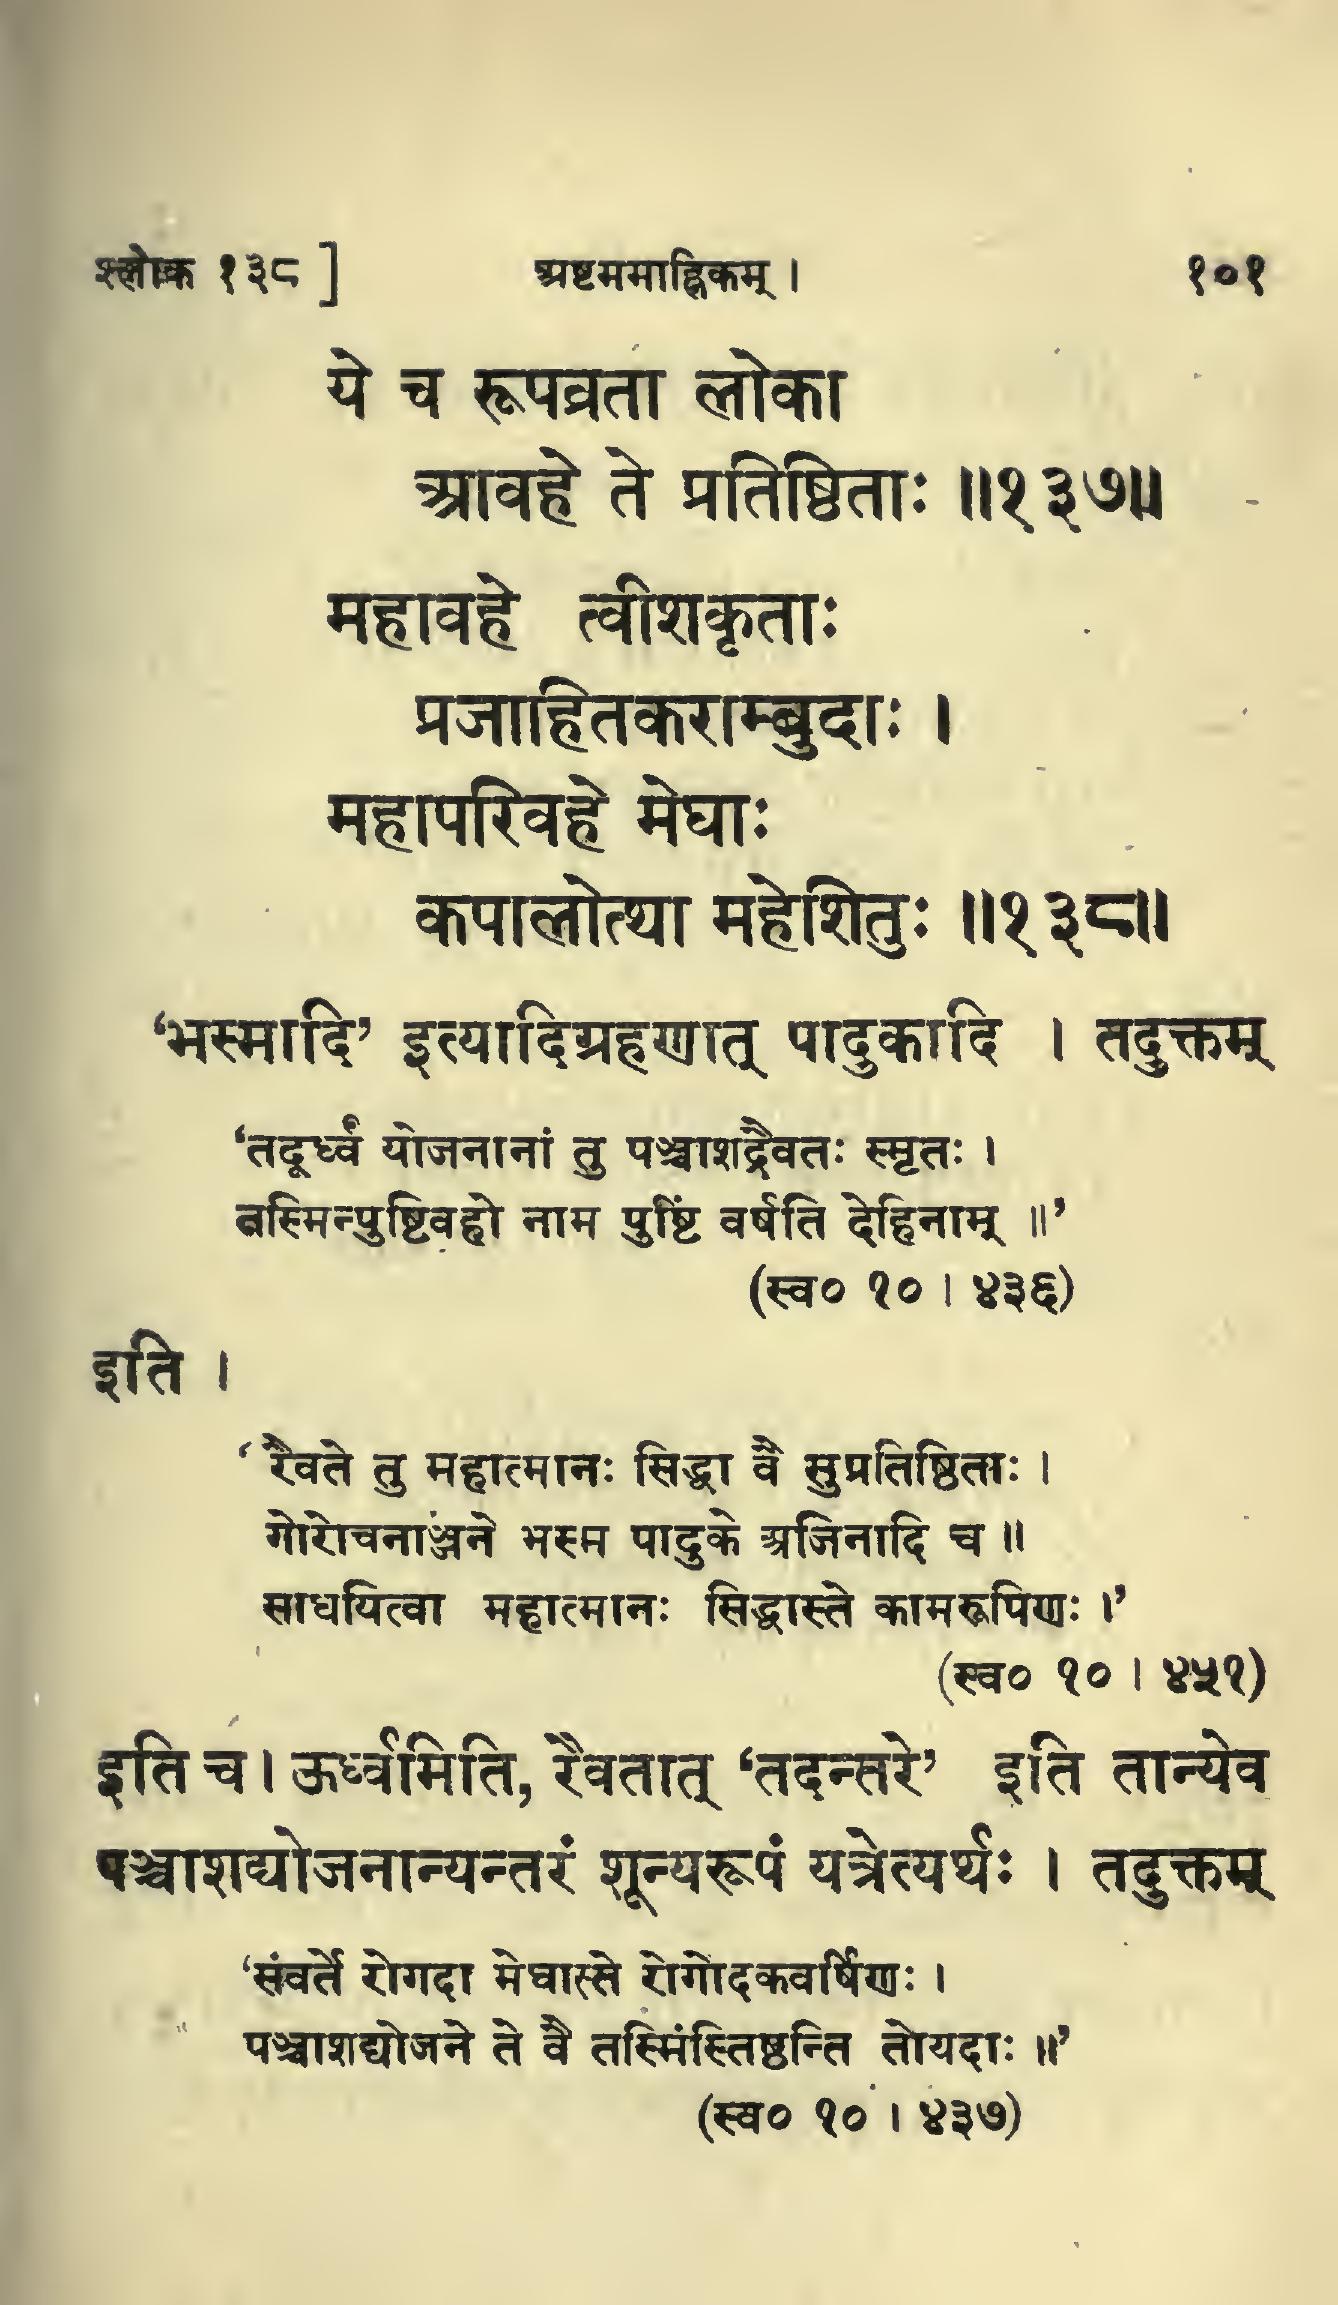 श्लोक १३८ ] अष्टममाह्निकम् । १०१
ये च रूपव्रता लोका
आवहे ते प्रतिष्ठिताः ॥१३७॥
महावहे त्वीशकृताः
प्रजाहितकराम्बुदाः ।
महापरिवहे मेघाः
कपालोत्था महेशितुः ॥१३८॥
‘भस्मादि’ इत्यादिग्रहणात् पादुकादि । तदुक्तम्
‘तदूर्ध्वं योजनानां तु पञ्चाशद्रैवतः स्मृतः ।
तस्मिन्पुष्टिवहो नाम पुष्टिं वर्षति देहिनाम् ॥’
(स्व० १० । ४३६)
इति ।
‘ रैवते तु महात्मानः सिद्धा वै सुप्रतिष्ठिताः ।
गोरोचनाञ्जने भस्म पादुके अजिनादि च ॥
साधयित्वा महात्मानः सिद्धास्ते कामरूपिणः ।’
(स्व० १० । ४५१)
इति च। ऊर्ध्वमिति, रैवतात् ‘तदन्तरे’ इति तान्येव
पञ्चाशद्योजनान्यन्तरं शून्यरूपं यत्रेत्यर्थः । तदुक्तम्
‘संवर्ते रोगदा मेघास्ते रोगोदकवर्षिणः ।
पञ्चाशद्योजने ते वै तस्मिंस्तिष्ठन्ति तोयदाः ॥’
(स्व० १० । ४३७)